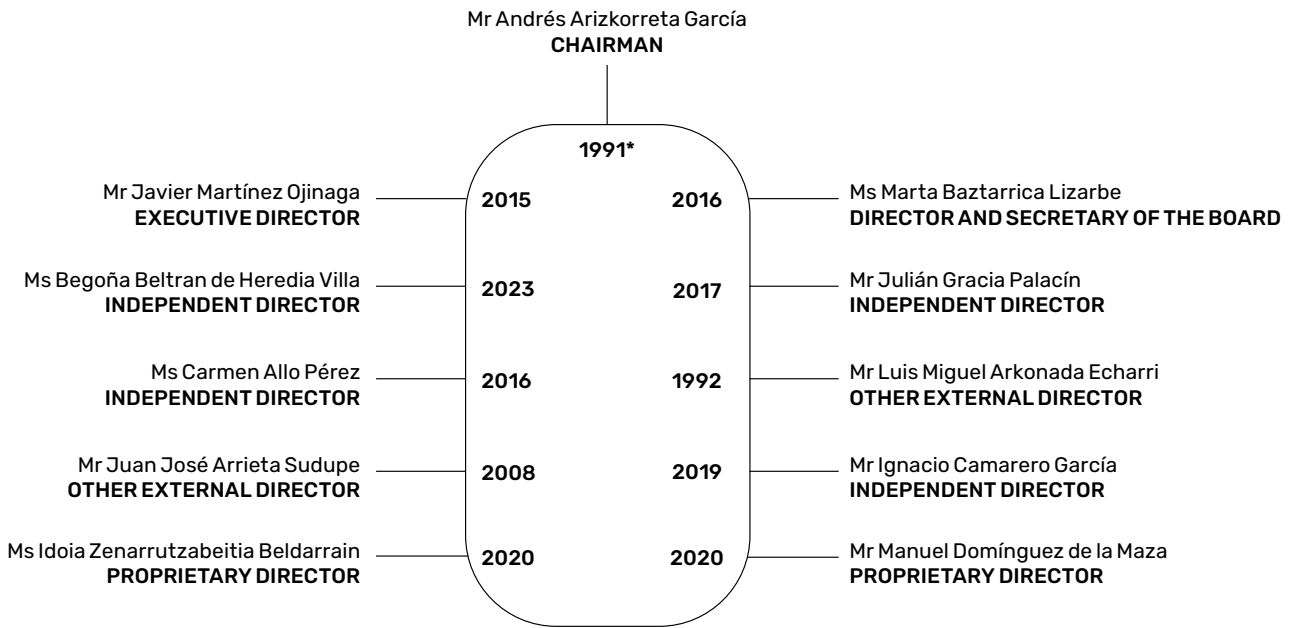 Mr Andrés Arizkorreta García
CHAIRMAN
1991*
Mr Javier Martínez Ojinaga
EXECUTIVE DIRECTOR
2015
2016
Ms Marta Baztarrica Lizarbe
DIRECTOR AND SECRETARY OF THE BOARD
Ms Begoña Beltran de Heredia Villa
INDEPENDENT DIRECTOR
2023
2017
Mr Julián Gracia Palacín
INDEPENDENT DIRECTOR
Ms Carmen Allo Pérez
INDEPENDENT DIRECTOR
2016
1992
Mr Luis Miguel Arkonada Echarri
OTHER EXTERNAL DIRECTOR
Mr Juan José Arrieta Sudupe
OTHER EXTERNAL DIRECTOR
2008
2019
Mr Ignacio Camarero García
INDEPENDENT DIRECTOR
Ms Idoia Zenarrutzabeitia Beldarrain
PROPRIETARY DIRECTOR
2020
2020
Mr Manuel Domínguez de la Maza
PROPRIETARY DIRECTOR